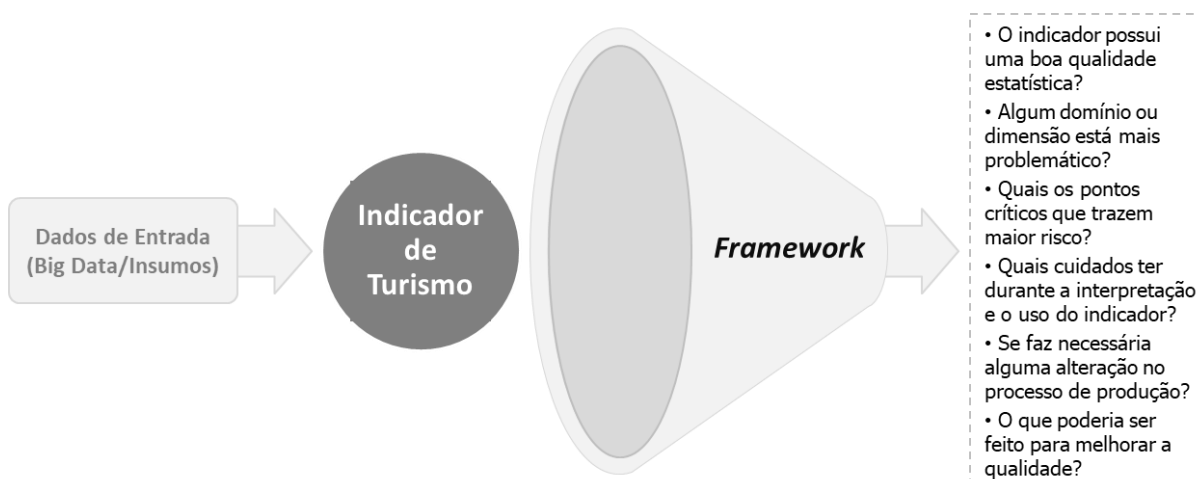 Dados de Entrada
(Big Data/Insumos)
Indicador
de
Turismo
Framework
• O indicador possui
uma boa qualidade
estatística?
• Algum domínio ou
dimensão está mais
problemático?
• Quais os pontos
críticos que trazem
maior risco?
• Quais cuidados ter
durante a interpretação
e o uso do indicador?
• Se faz necessária
alguma alteração no
processo de produção?
• O que poderia ser
feito para melhorar a
qualidade?